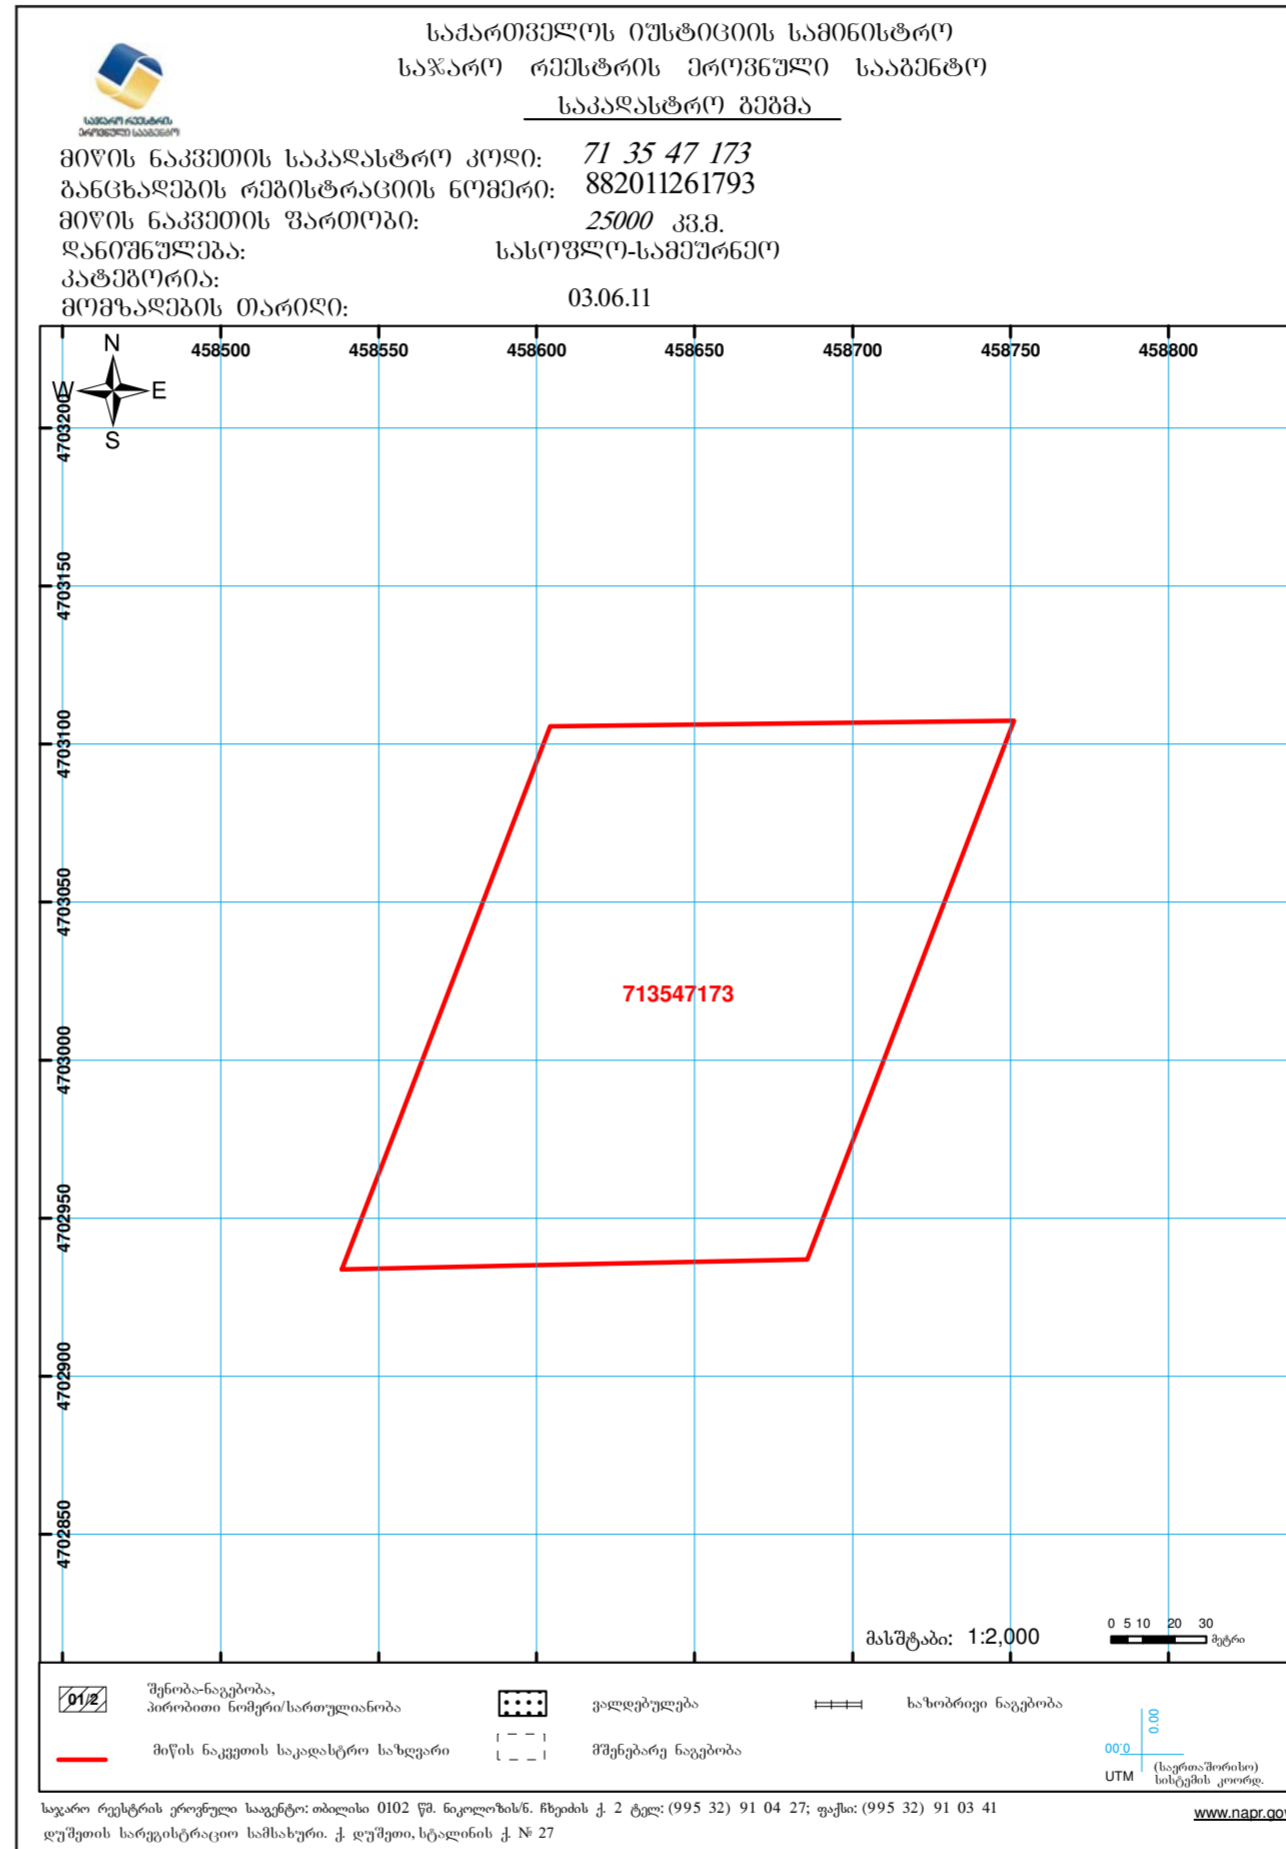 საქართველოს იუსტიციის სამინისტრო
საჯარო რეესტრის ეროვნული სააგენტო
საკადასტრო გეგმა
საჯარო რეესტრის
ეროვნული სააგენტო
მიწის ნაკვეთის საკადასტრო კოდი: 71 35 47 173
განცხადების რეგისტრაციის ნომერი: 882011261793
მიწის ნაკვეთის ფართობი: 25000 კვ.მ.
დანიშნულება: სასოფლო-სამეურნეო
კატეგორია:
მომზადების თარიღი: 03.06.11
458500 458550 458600 458650 458700 458750 458800
N
W E
S
4703200
4703150
4703100
4703050
4703000
4702950
4702900
4702850
713547173
მასშტაბი: 1:2,000
0 5 10 20 30
მეტრი
01/2
შენობა-ნაგებობა,
პირობითი ნომერი/სართულიანობა
ვალდებულება
ხაზობრივი ნაგებობა
მიწის ნაკვეთის საკადასტრო საზღვარი
მშენებარე ნაგებობა
00'0
00'0
UTM
(საერთაშორისო)
სისტემის კოორდ.
საჯარო რეესტრის ეროვნული სააგენტო: თბილისი 0102 წმ. ნიკოლოზის/ნ. ჩხეიძის ქ. 2 ტელ: (995 32) 91 04 27; ფაქსი: (995 32) 91 03 41
www.napr.gov
დუშეთის სარეგისტრაციო სამსახური. ქ. დუშეთი, სტალინის ქ. № 27